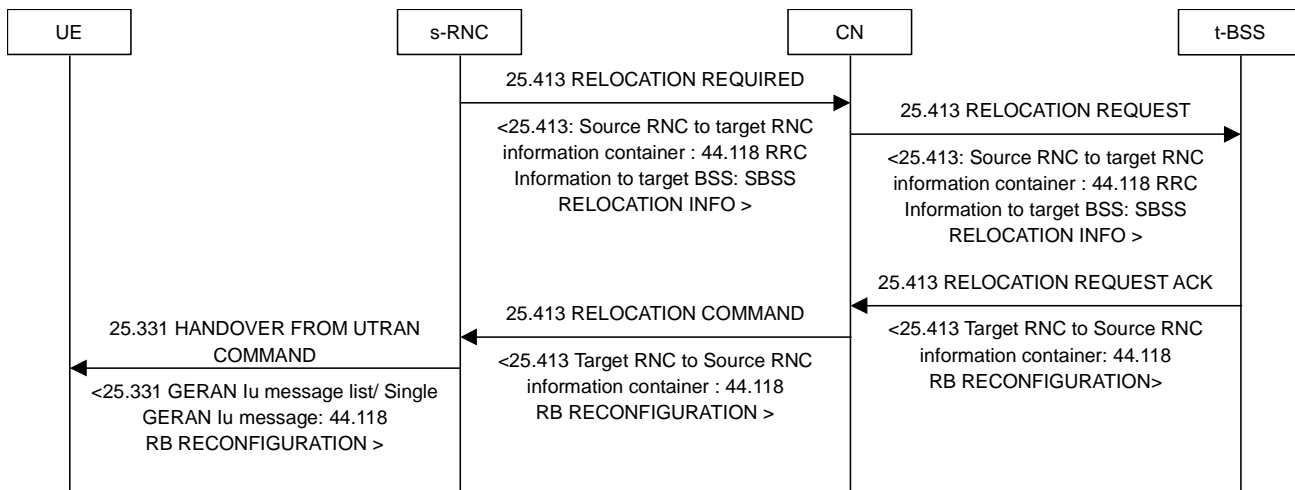 UE
s-RNC
CN
t-BSS
25.413 RELOCATION REQUIRED
<25.413: Source RNC to target RNC
information container : 44.118 RRC
Information to target BSS: SBSS
RELOCATION INFO >
25.413 RELOCATION REQUEST
<25.413: Source RNC to target RNC
information container : 44.118 RRC
Information to target BSS: SBSS
RELOCATION INFO >
25.413 RELOCATION REQUEST ACK
<25.413 Target RNC to Source RNC
information container: 44.118
RB RECONFIGURATION>
25.413 RELOCATION COMMAND
<25.413 Target RNC to Source RNC
information container : 44.118
RB RECONFIGURATION >
25.331 HANDOVER FROM UTRAN
COMMAND
<25.331 GERAN Iu message list/ Single
GERAN Iu message: 44.118
RB RECONFIGURATION >